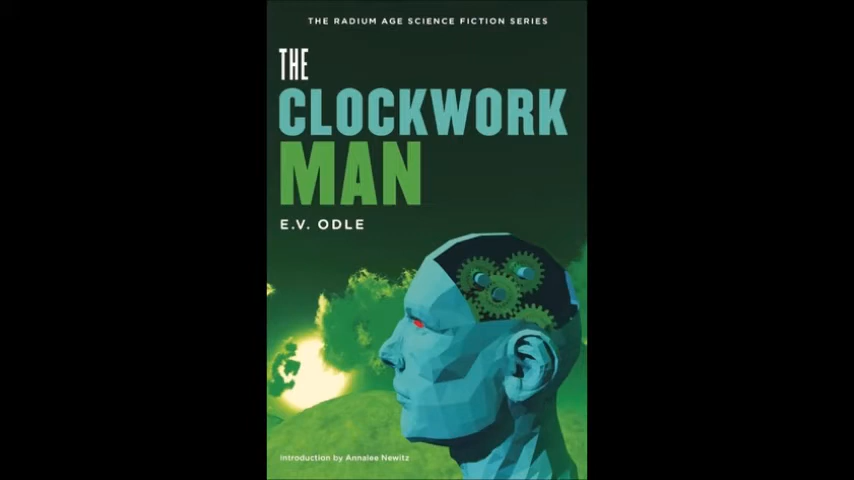 THE RADIUM AGE SCIENCE FICTION SERIES
THE
CLOCKWORK
MAN
E.V. ODLE
Introduction by Annalee Newitz